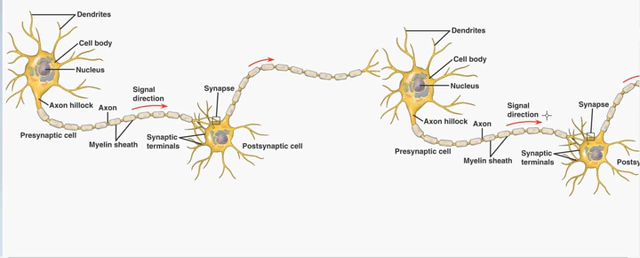 Dendrites
Cell body
Nucleus
Axon hillock
Axon
Signal
direction
Synapse
Presynaptic cell
Myelin sheath
Synaptic
terminals
Postsynaptic cell
Dendrites
Cell body
Nucleus
Axon hillock
Axon
Signal
direction
Synapse
Presynaptic cell
Myelin sheath
Synaptic
terminals
Postsy